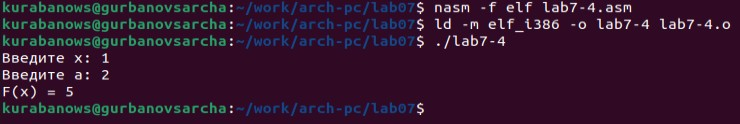 kurabanows@gurbanovsarcha:~/work/arch-pc/lab07$ nasm -f elf lab7-4.asm
kurabanows@gurbanovsarcha:~/work/arch-pc/lab07$ ld -m elf_i386 -o lab7-4 lab7-4.o
kurabanows@gurbanovsarcha:~/work/arch-pc/lab07$ ./lab7-4
Введите x: 1
Введите a: 2
F(x) = 5
kurabanows@gurbanovsarcha:~/work/arch-pc/lab07$